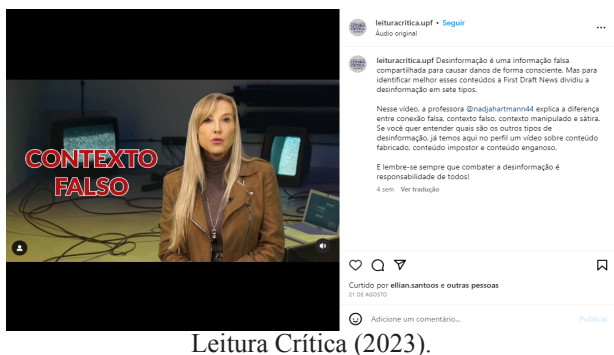 leituracritica.upf • Seguir
Áudio original
leituracritica.upf Desinformação é uma informação falsa
compartilhada para causar danos de forma consciente. Mas para
identificar melhor esses conteúdos a First Draft News dividiu a
desinformação em sete tipos.
Nesse vídeo, a professora @nadjahartmann44 explica a diferença
entre conexão falsa, contexto falso, contexto manipulado e sátira.
Se você quer entender quais são os outros tipos de
desinformação, já temos aqui no perfil um vídeo sobre conteúdo
fabricado, conteúdo impostor e conteúdo enganoso.
E lembre-se sempre que combater a desinformação é
responsabilidade de todos!
4 sem Ver tradução
CONTEXTO
FALSO
Curtido por ellian.santoos e outras pessoas
21 DE AGOSTO
Adicione um comentário...
Publicar
Leitura Crítica (2023).